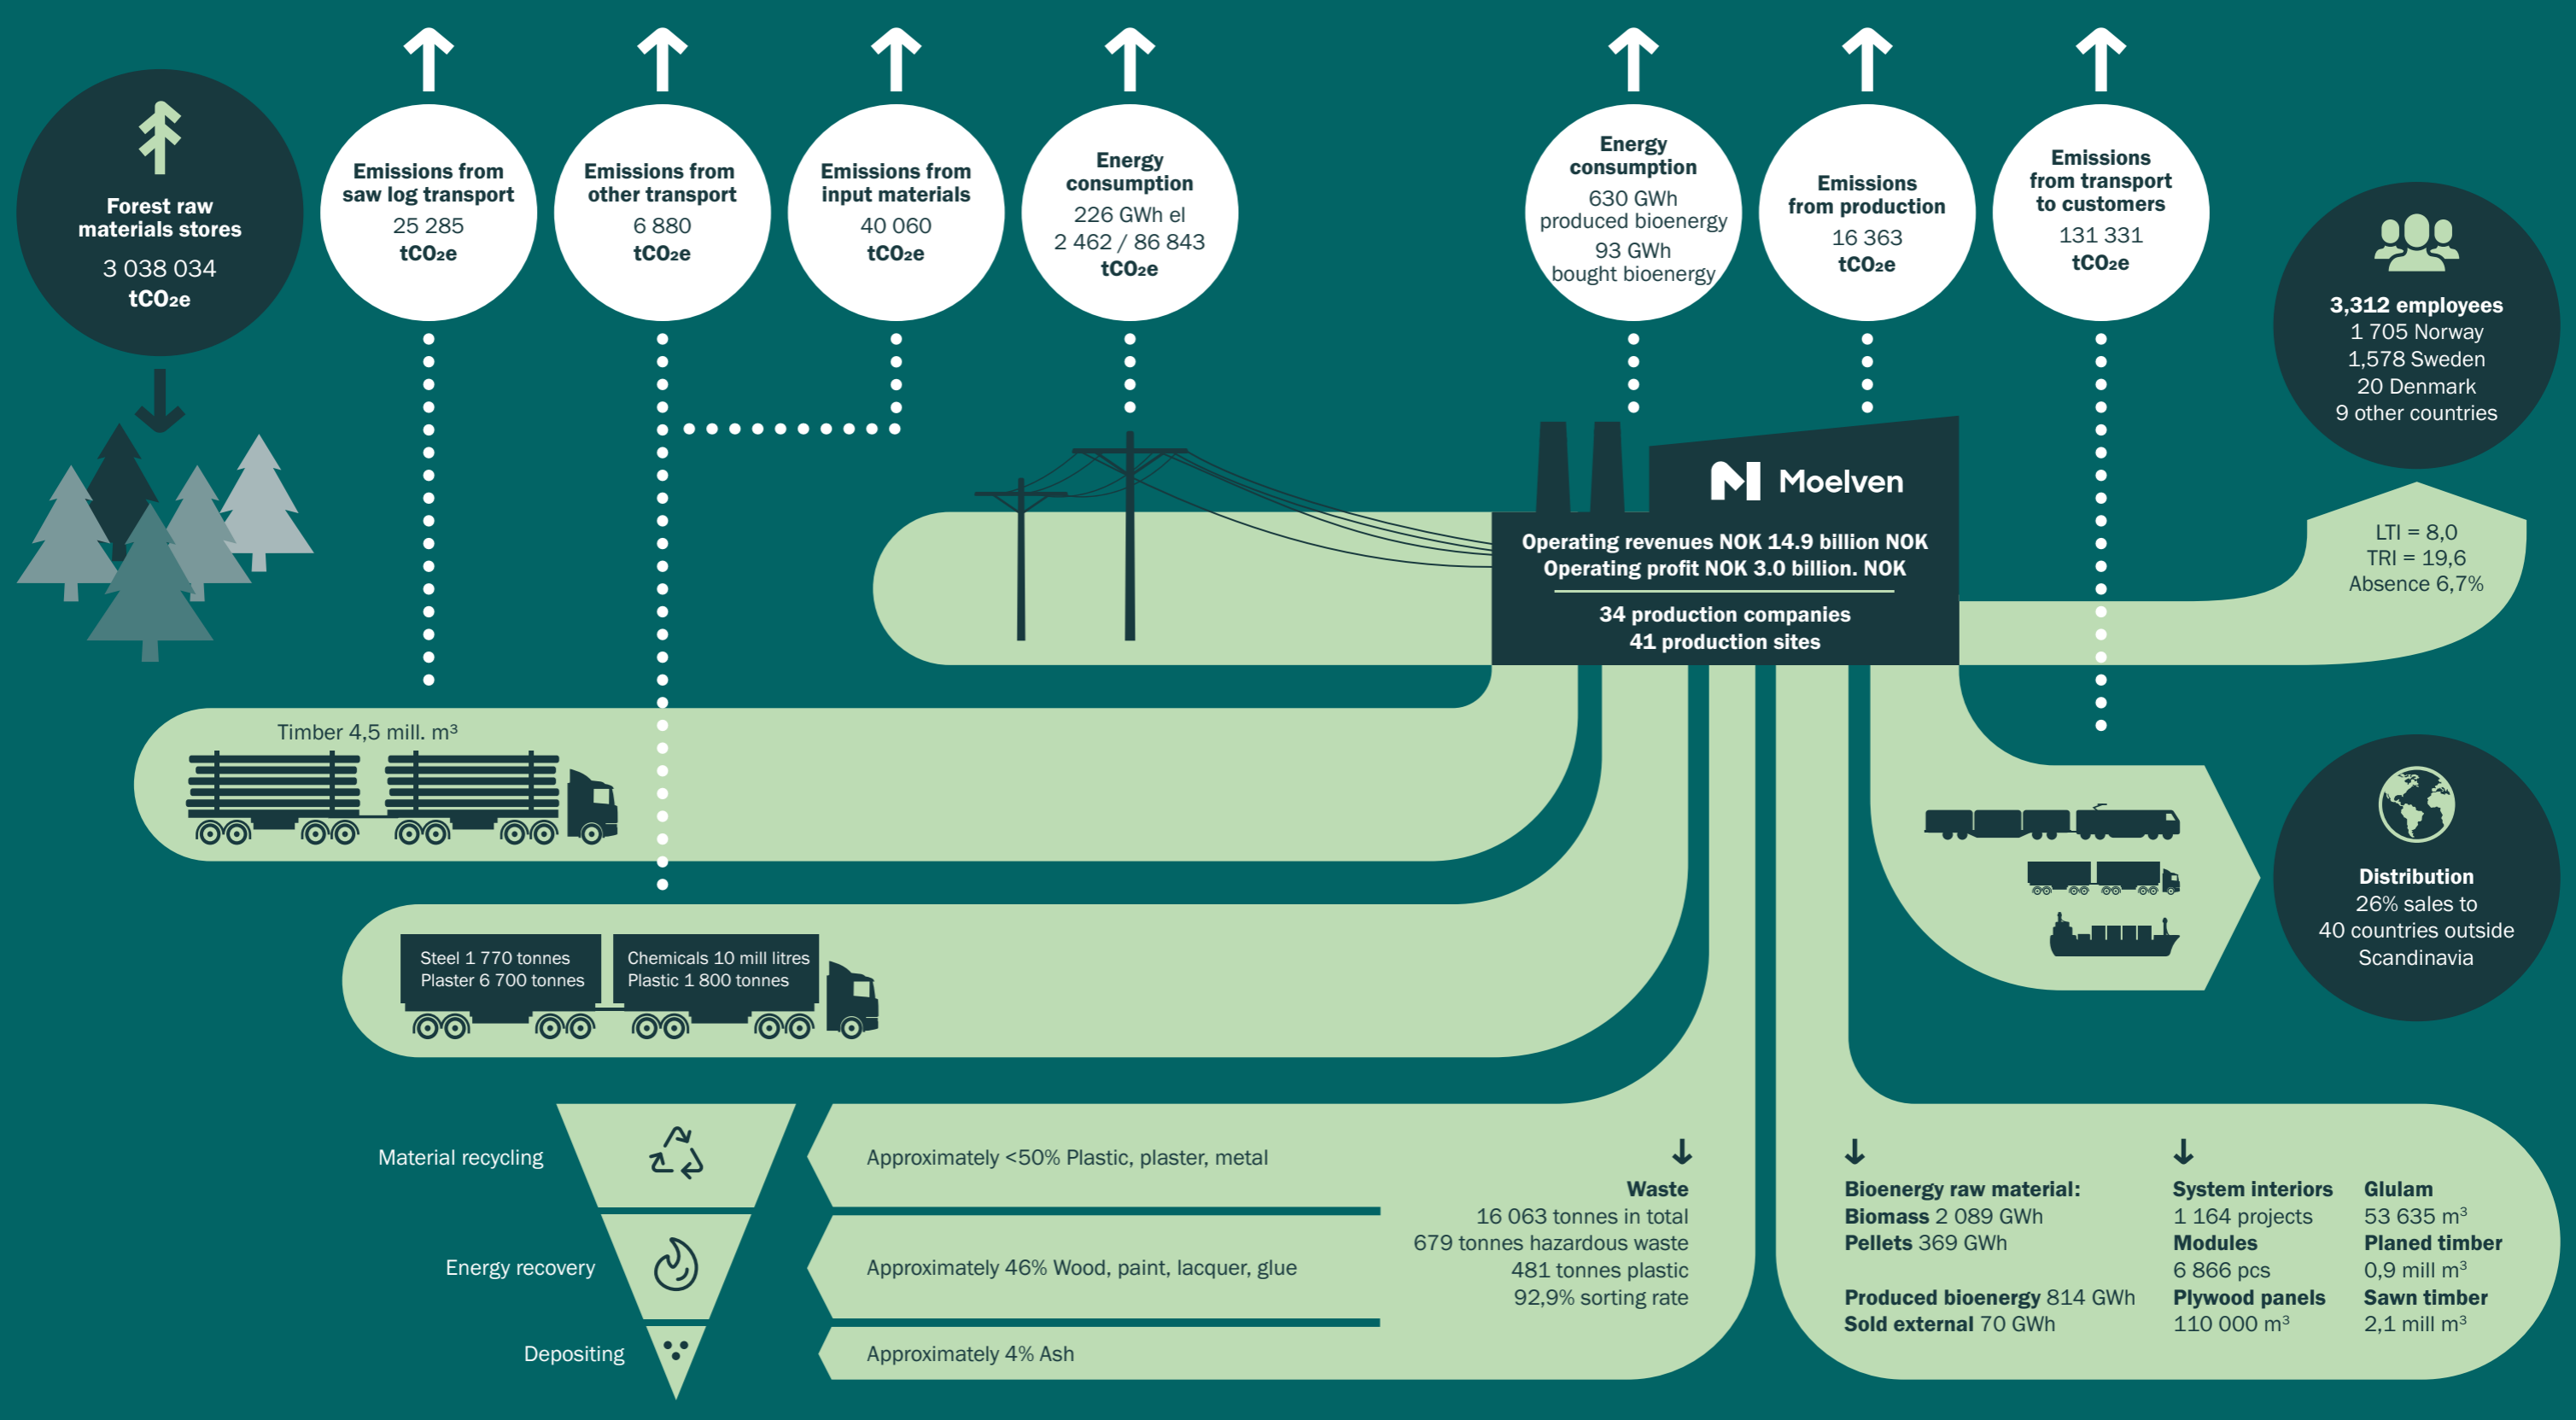 Forest raw
materials stores
3 038 034
tCO₂e
Emissions from
saw log transport
25 285
tCO₂e
Emissions from
other transport
6 880
tCO₂e
Emissions from
input materials
40 060
tCO₂e
Energy
consumption
226 GWh el
2 462 / 86 843
tCO₂e
Energy
consumption
630 GWh
produced bioenergy
93 GWh
bought bioenergy
Emissions
from production
16 363
tCO₂e
Emissions
from transport
to customers
131 331
tCO₂e
3,312 employees
1 705 Norway
1,578 Sweden
20 Denmark
9 other countries
LTI = 8,0
TRI = 19,6
Absence 6,7%
Moelven
Operating revenues NOK 14.9 billion NOK
Operating profit NOK 3.0 billion. NOK
34 production companies
41 production sites
Timber 4,5 mill. m³
Steel 1 770 tonnes
Plaster 6 700 tonnes
Chemicals 10 mill litres
Plastic 1 800 tonnes
Distribution
26% sales to
40 countries outside
Scandinavia
Material recycling
Approximately <50% Plastic, plaster, metal
Energy recovery
Approximately 46% Wood, paint, lacquer, glue
Depositing
Approximately 4% Ash
Waste
16 063 tonnes in total
679 tonnes hazardous waste
481 tonnes plastic
92,9% sorting rate
Bioenergy raw material:
Biomass 2 089 GWh
Pellets 369 GWh
Produced bioenergy 814 GWh
Sold external 70 GWh
System interiors
1 164 projects
Modules
6 866 pcs
Plywood panels
110 000 m³
Glulam
53 635 m³
Planed timber
0,9 mill m³
Sawn timber
2,1 mill m³